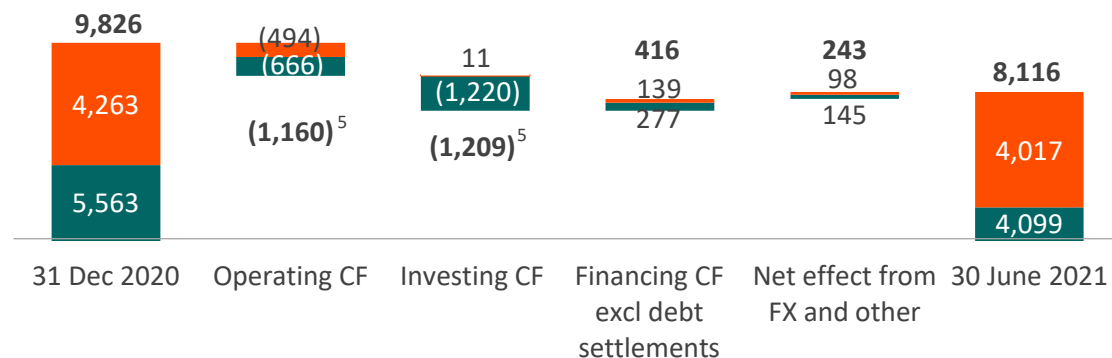 9,826
4,263
5,563
31 Dec 2020
(494)
(666)
(1,160) 5
Operating CF
11
(1,220)
(1,209) 5
Investing CF
416
139
277
Financing CF
excl debt
settlements
243
98
145
Net effect from
FX and other
8,116
4,017
4,099
30 June 2021